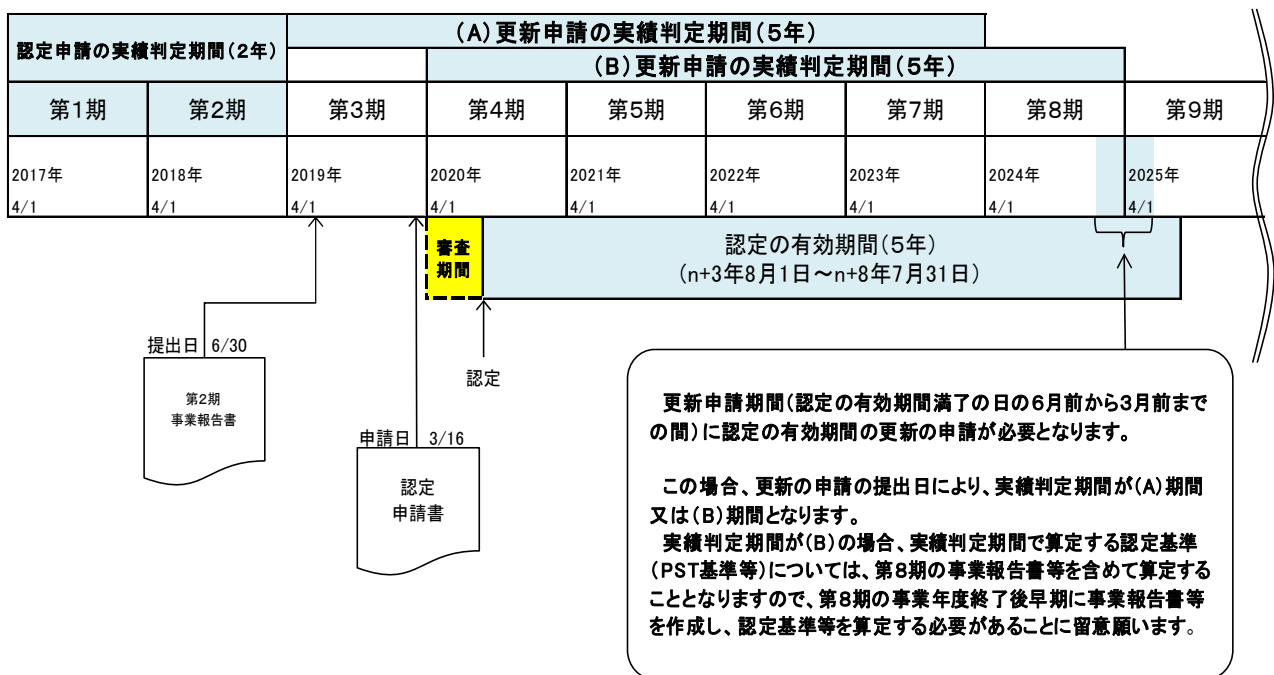 認定申請の実績判定期間(2年)
(A)更新申請の実績判定期間(5年)
(B)更新申請の実績判定期間(5年)
第1期
第2期
第3期
第4期
第5期
第6期
第7期
第8期
第9期
2017年
4/1
2018年
4/1
2019年
4/1
2020年
4/1
2021年
4/1
2022年
4/1
2023年
4/1
2024年
4/1
2025年
4/1
審査
期間
認定の有効期間(5年)
(n+3年8月1日～n+8年7月31日)
提出日 6/30
第2期
事業報告書
認定
申請日 3/16
認定
申請書
更新申請期間(認定の有効期間満了の日の6月前から3月前まで
の間)に認定の有効期間の更新の申請が必要となります。
この場合、更新の申請の提出日により、実績判定期間が(A)期間
又は(B)期間となります。
実績判定期間が(B)の場合、実績判定期間で算定する認定基準
(PST基準等)については、第8期の事業報告書等を含めて算定する
こととなりますので、第8期の事業年度終了後早期に事業報告書等
を作成し、認定基準等を算定する必要があることに留意願います。